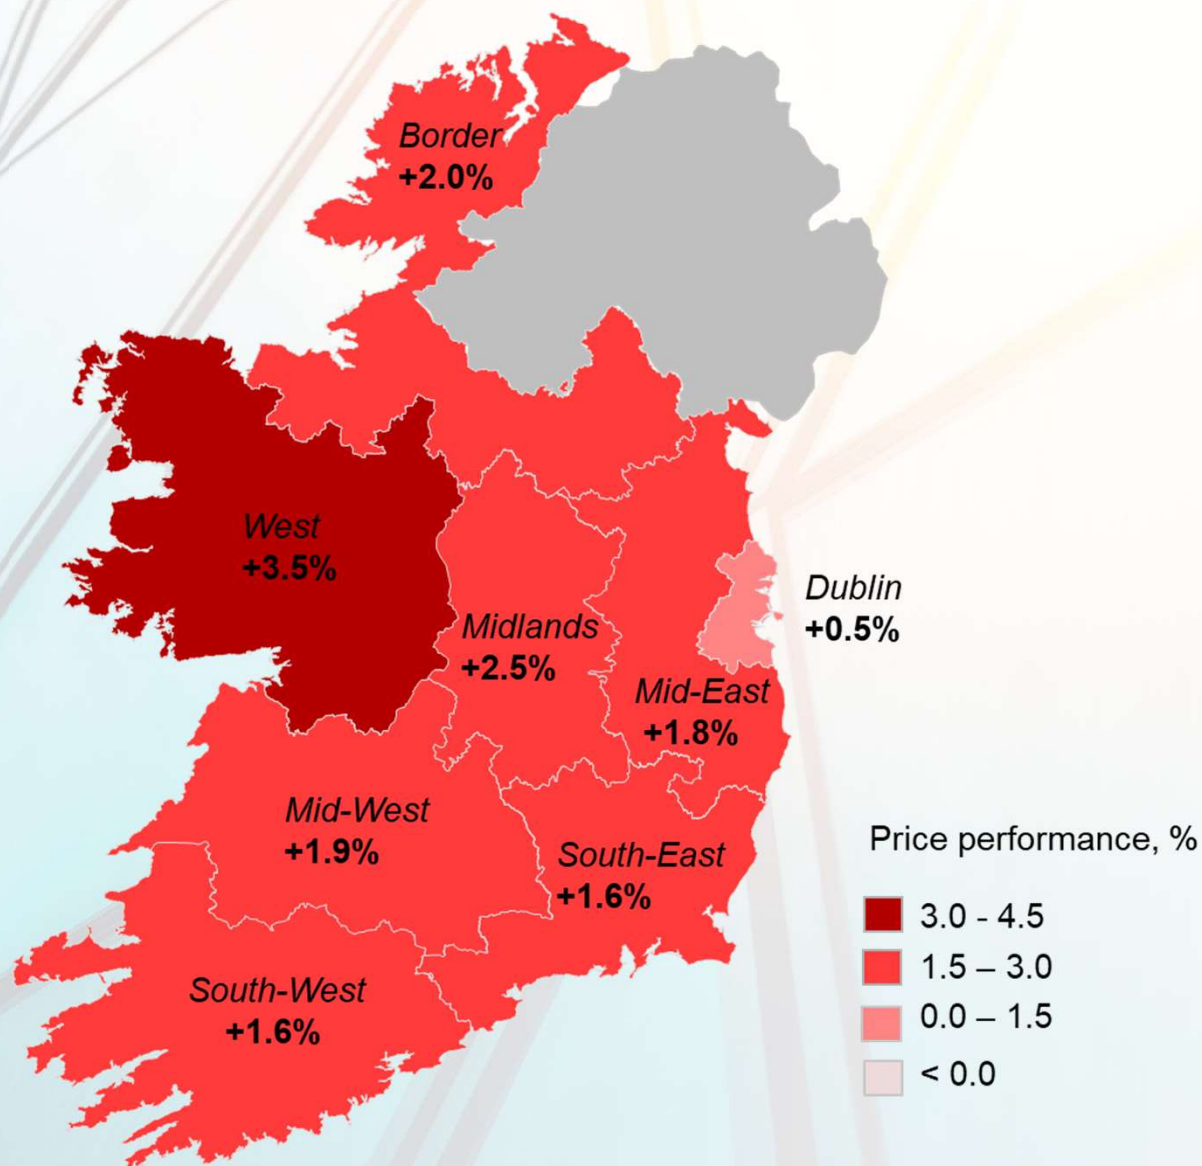 Border
+2.0%
West
+3.5%
Dublin
+0.5%
Midlands
+2.5%
Mid-East
+1.8%
Mid-West
+1.9%
South-East
+1.6%
South-West
+1.6%
Price performance, %
3.0 - 4.5
1.5 – 3.0
0.0 – 1.5
< 0.0